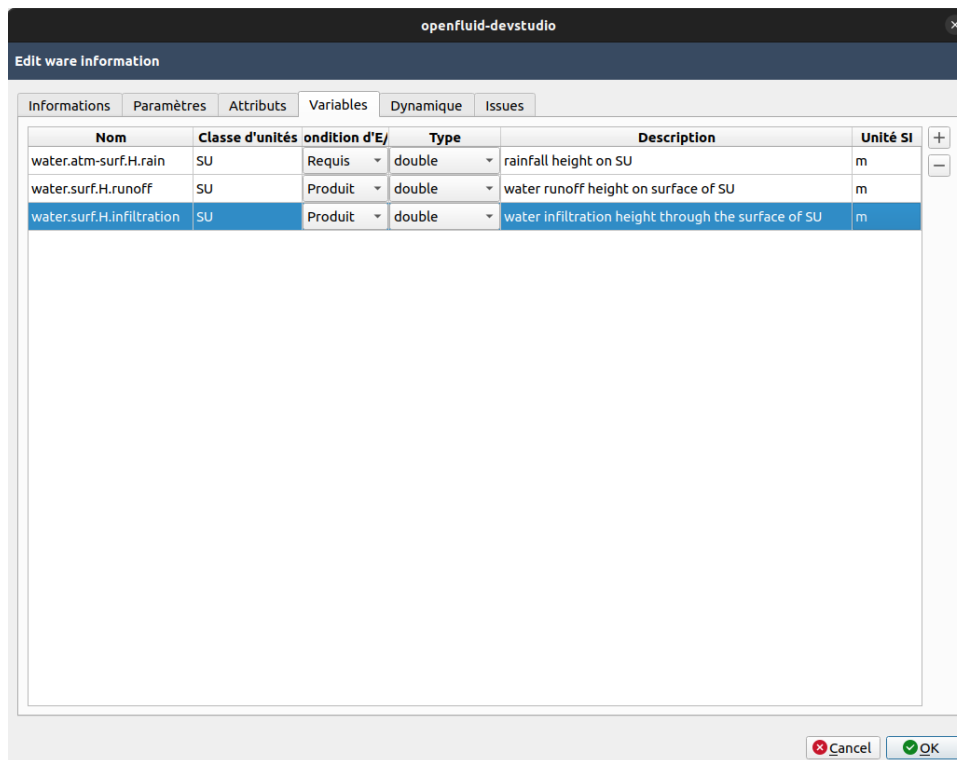 openfluid-devstudio
Edit ware information
Informations Paramètres Attributs Variables Dynamique Issues
Nom Classe d'unités ondition d'E/ Type Description Unité SI
water.atm-surf.H.rain SU Requis double rainfall height on SU m
water.surf.H.runoff SU Produit double water runoff height on surface of SU m
water.surf.H.infiltration SU Produit double water infiltration height through the surface of SU m
Cancel OK